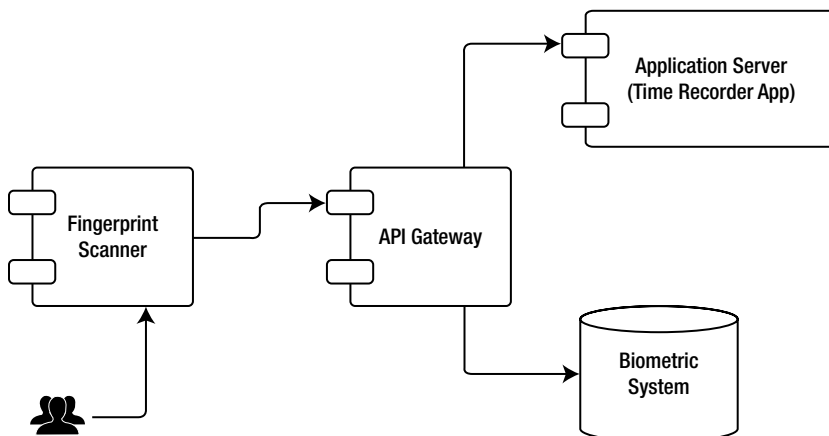 Application Server
(Time Recorder App)
Fingerprint
Scanner
API Gateway
Biometric
System